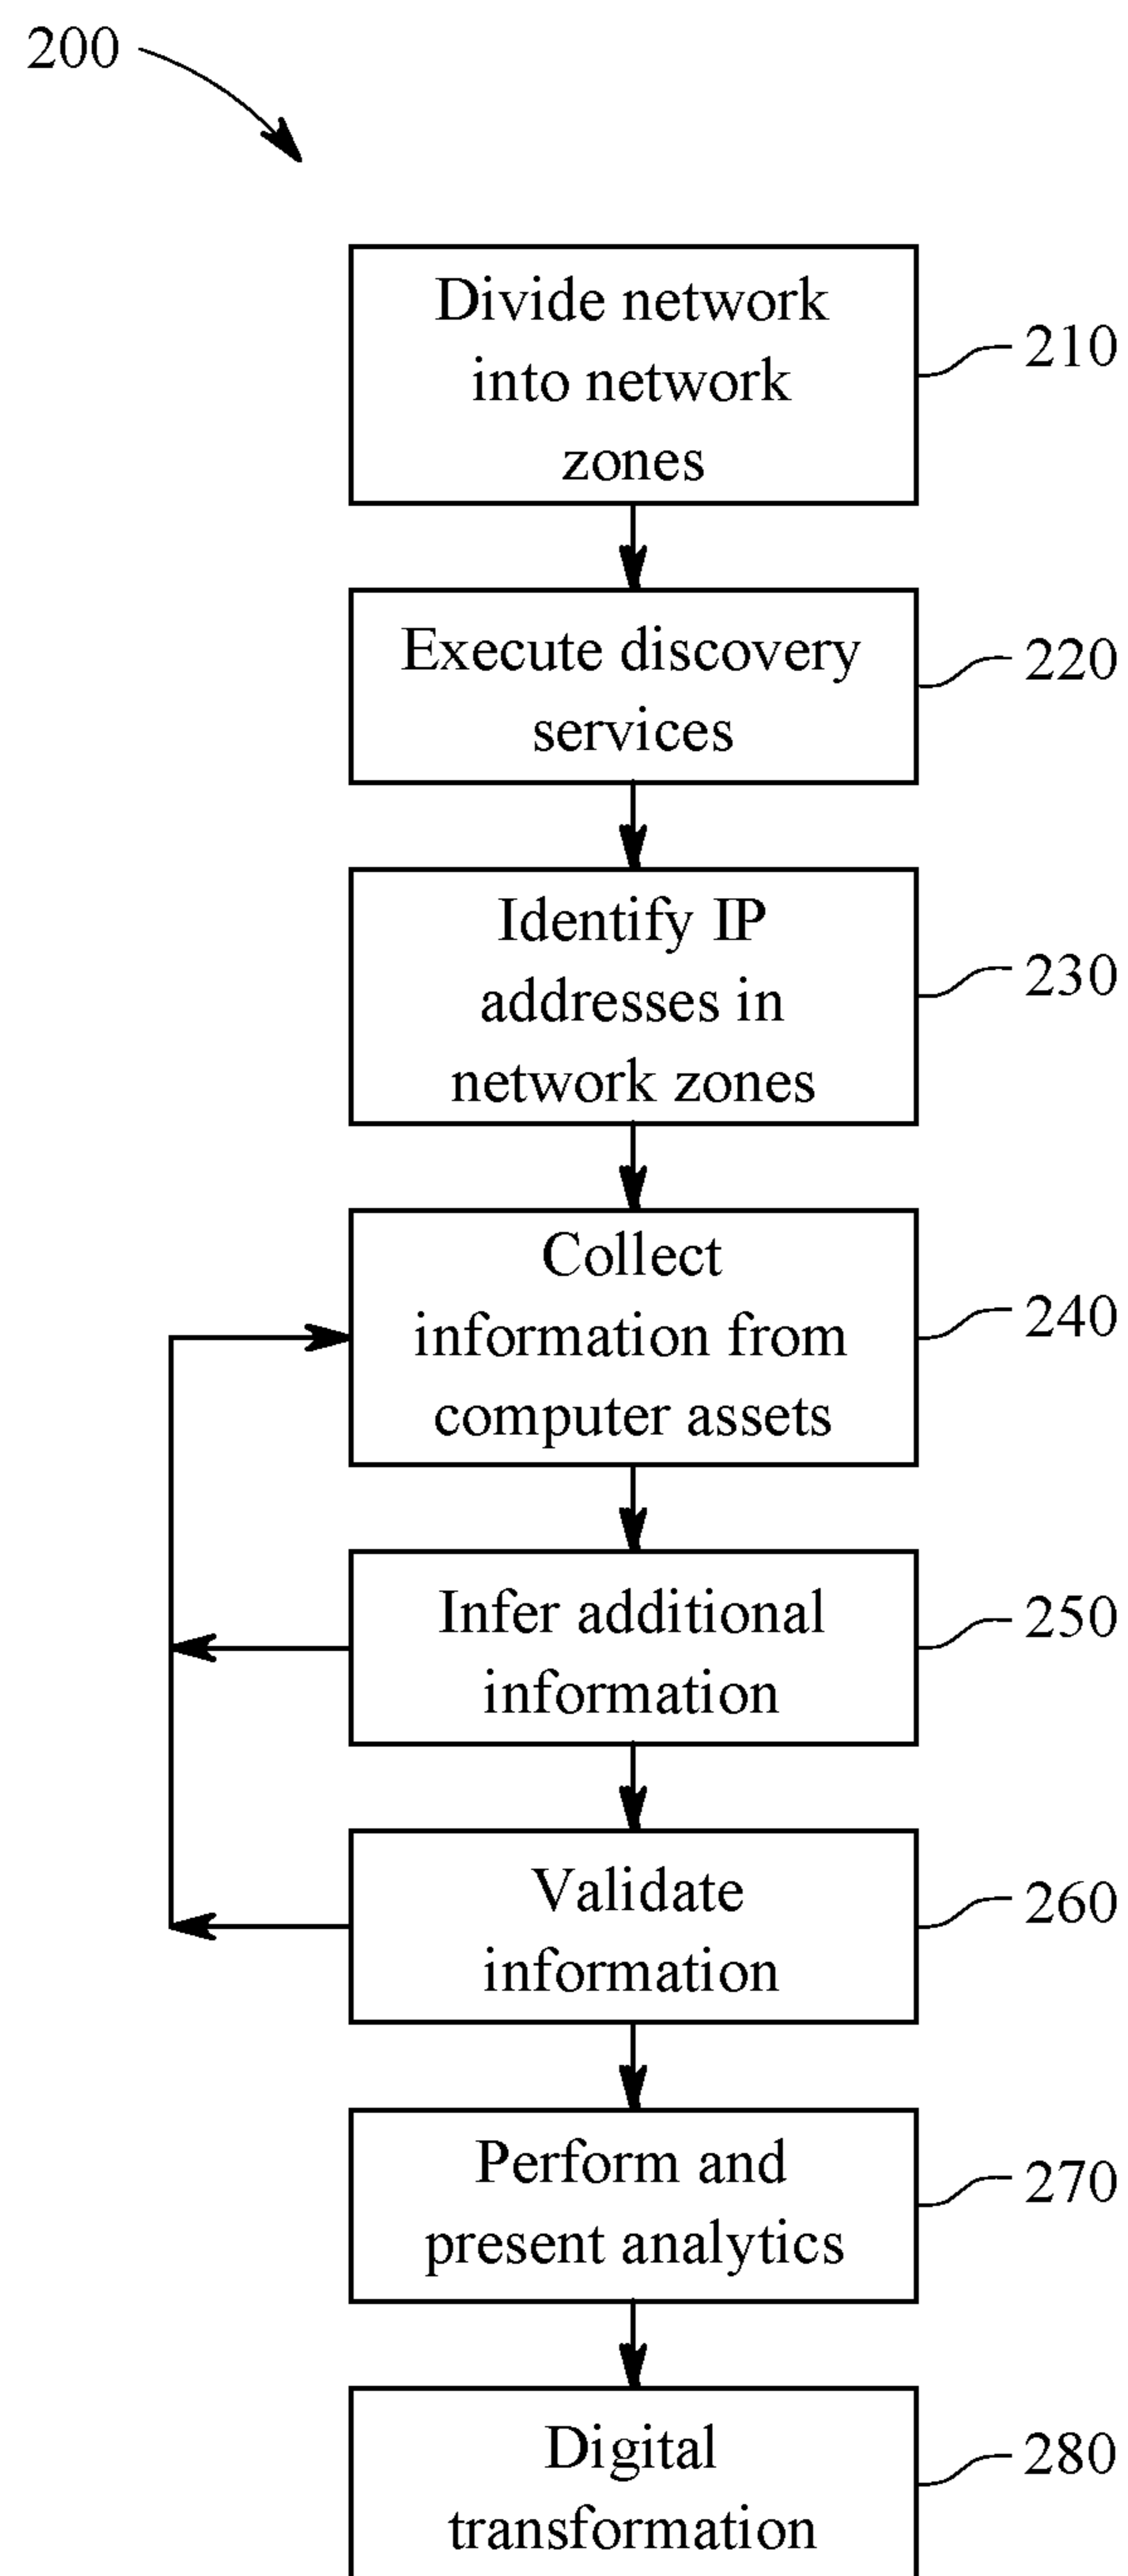 200
Divide network
into network
zones
210
Execute discovery
services
220
Identify IP
addresses in
network zones
230
Collect
information from
computer assets
240
Infer additional
information
250
Validate
information
260
Perform and
present analytics
270
Digital
transformation
280